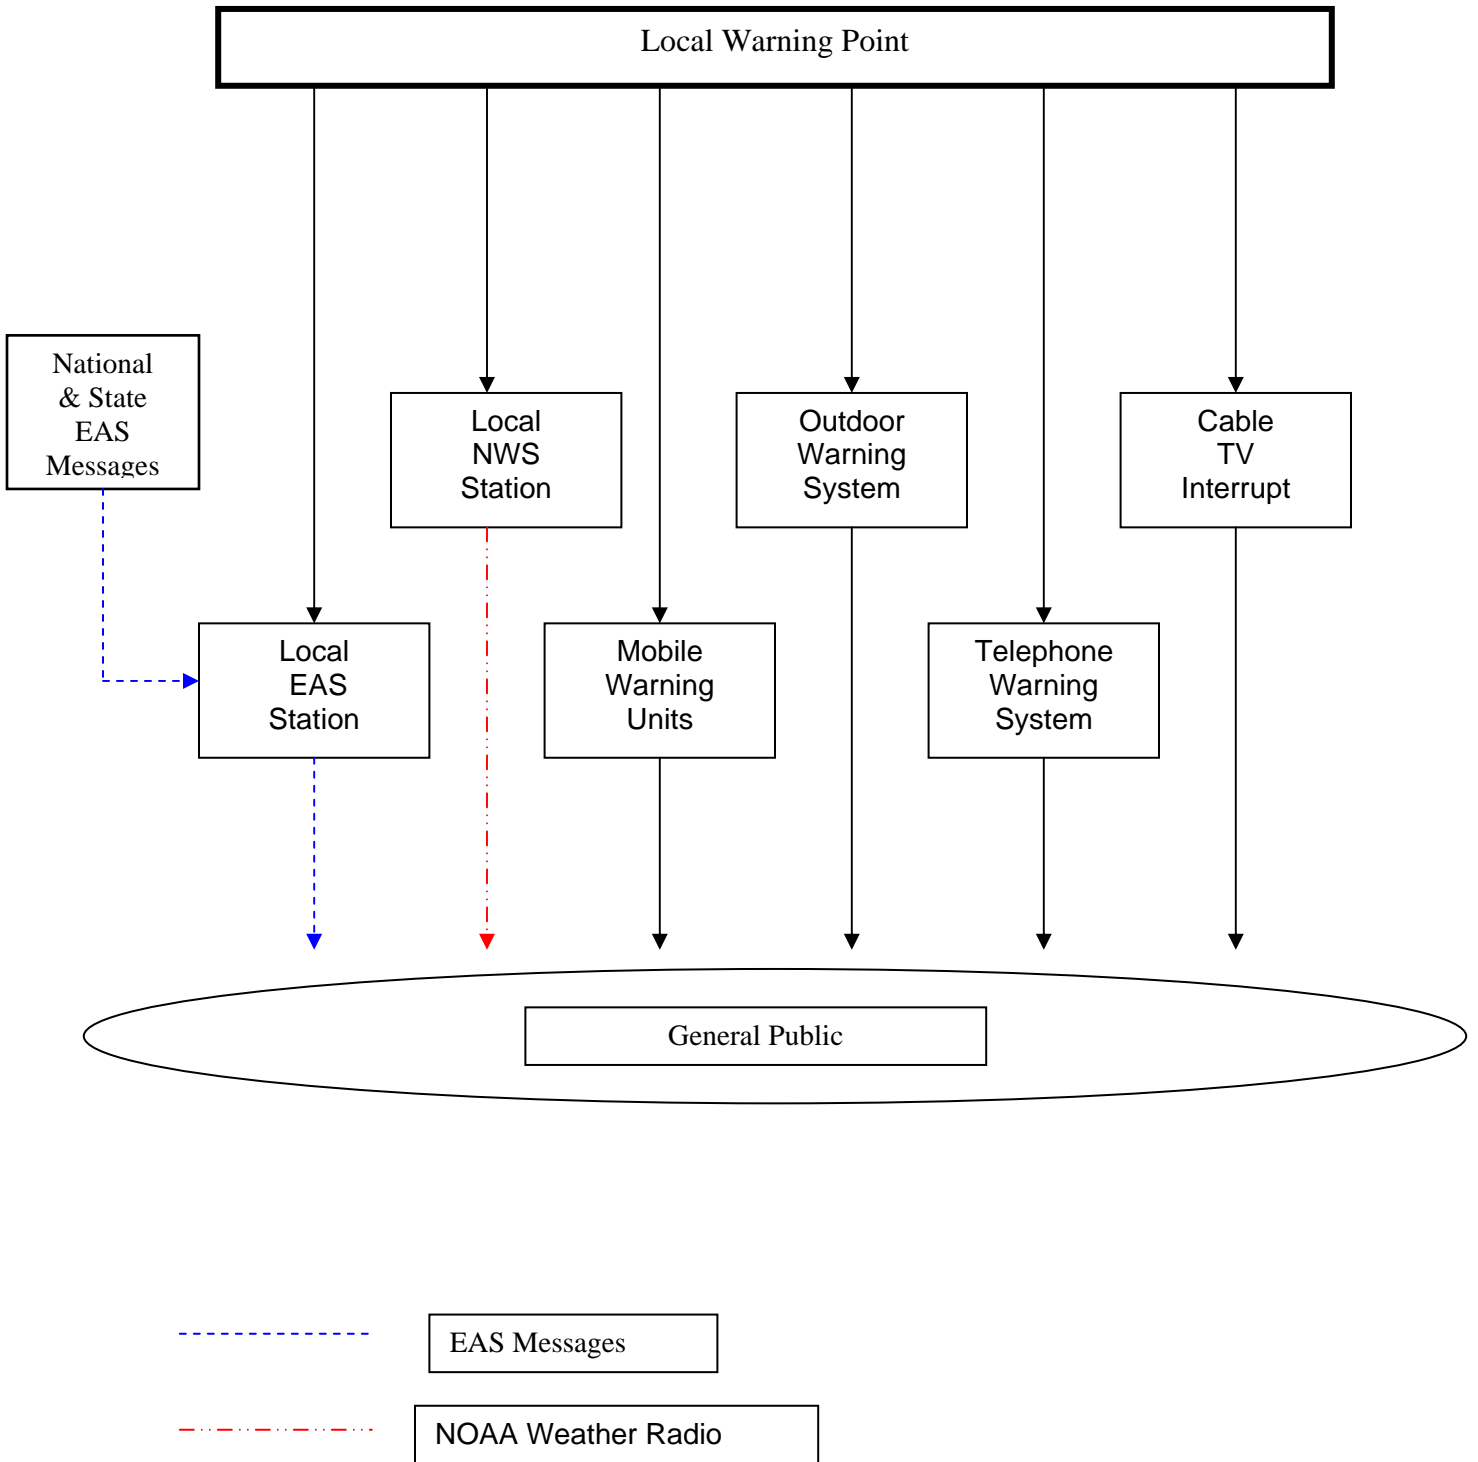 Local Warning Point
National
& State
EAS
Messages
Local
NWS
Station
Outdoor
Warning
System
Cable
TV
Interrupt
Local
EAS
Station
Mobile
Warning
Units
Telephone
Warning
System
General Public
EAS Messages
NOAA Weather Radio